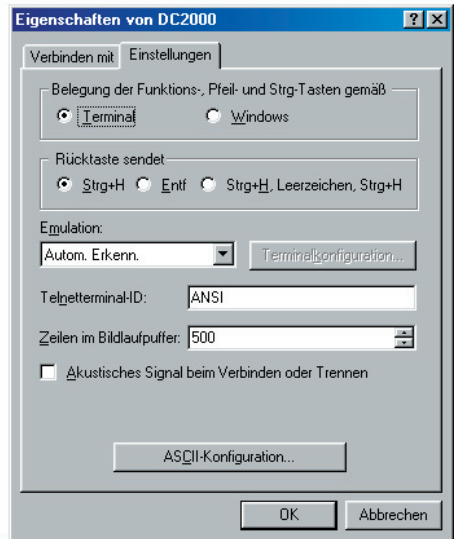 Eigenschaften von DC2000
Verbinden mit Einstellungen
Belegung der Funktions-, Pfeil- und Strg-Tasten gemäß
Terminal Windows
Rücktaste sendet
Strg+H Entf Strg+H, Leerzeichen, Strg+H
Emulation:
Autom. Erkenn. Terminalkonfiguration...
Telnetterminal-ID: ANSI
Zeilen im Bildlaufpuffer: 500
Akustisches Signal beim Verbinden oder Trennen
ASCII-Konfiguration...
OK Abbrechen